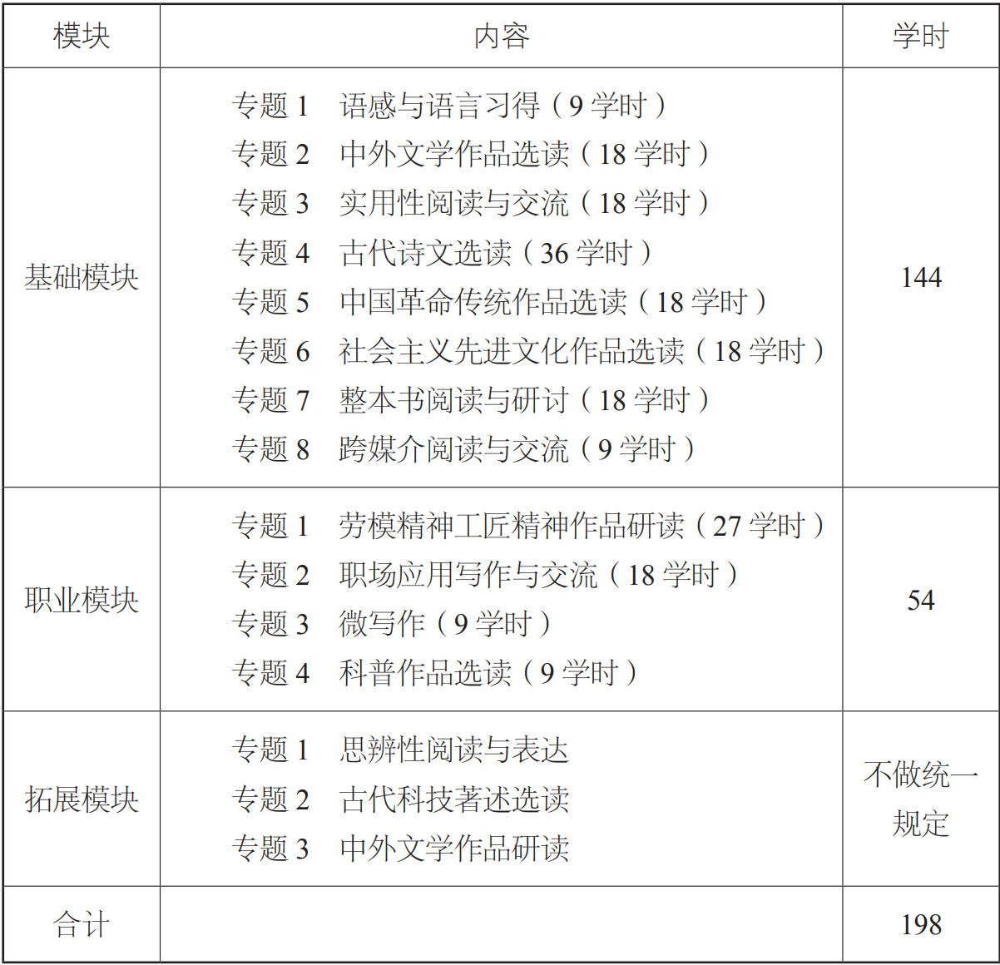 模块 内容 学时
基础模块
专题 1 语感与语言习得（9 学时）
专题 2 中外文学作品选读（18 学时）
专题 3 实用性阅读与交流（18 学时）
专题 4 古代诗文选读（36 学时）
专题 5 中国革命传统作品选读（18 学时）
专题 6 社会主义先进文化作品选读（18 学时）
专题 7 整本书阅读与研讨（18 学时）
专题 8 跨媒介阅读与交流（9 学时）
144
职业模块
专题 1 劳模精神工匠精神作品研读（27 学时）
专题 2 职场应用写作与交流（18 学时）
专题 3 微写作（9 学时）
专题 4 科普作品选读（9 学时）
54
拓展模块
专题 1 思辨性阅读与表达
专题 2 古代科技著述选读
专题 3 中外文学作品研读
不做统一
规定
合计 198